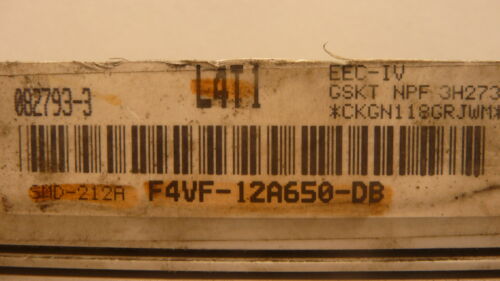 L4T1
EEC-IV
082793-3
GSKT NPF 3H273
*CKGN118GRJWM*
SMD-212A F4VF-12A650-DB